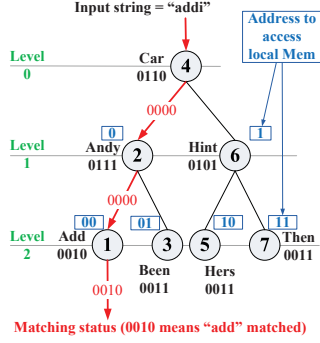 Input string = “addi”
Address to
access
local Mem
Level
0
Car
0110
4
0000
Level
1
0
Andy
0111
2
Hint
0101
6
1
0000
Level
2
00
Add
0010
1
01
3
Been
0011
10
5
Hers
0011
11
7
Then
0011
0010
Matching status (0010 means “add” matched)